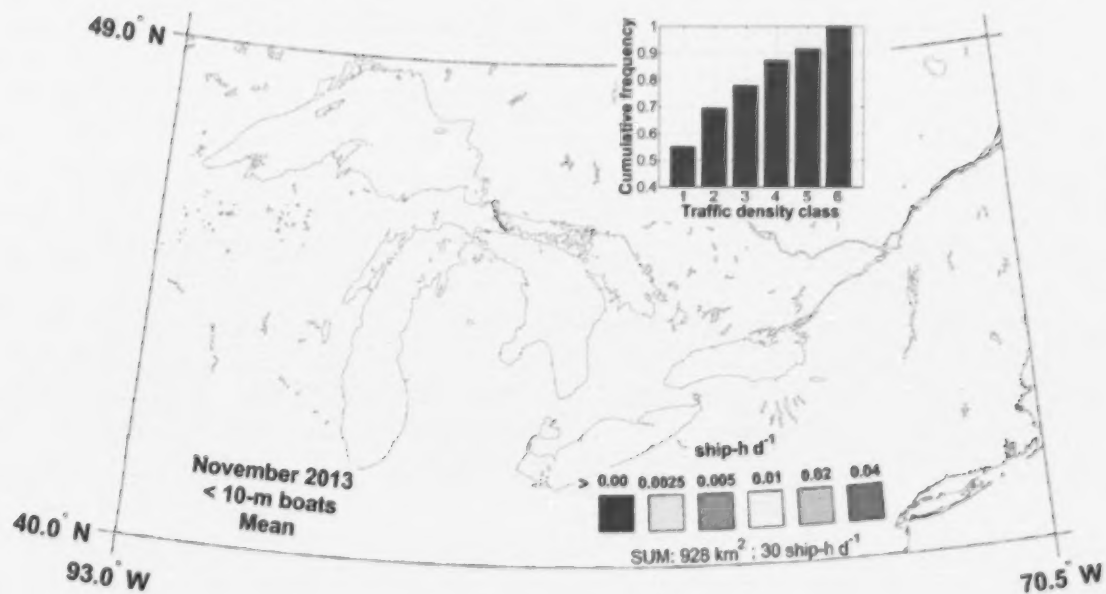 49.0° N
Cumulative frequency
1
0.9
0.8
0.7
0.6
0.5
0.4
1 2 3 4 5 6
Traffic density class
November 2013
< 10-m boats
Mean
ship-h d⁻¹
> 0.00 0.0025 0.005 0.01 0.02 0.04
SUM: 928 km² ; 30 ship-h d⁻¹
40.0° N
93.0° W
70.5° W